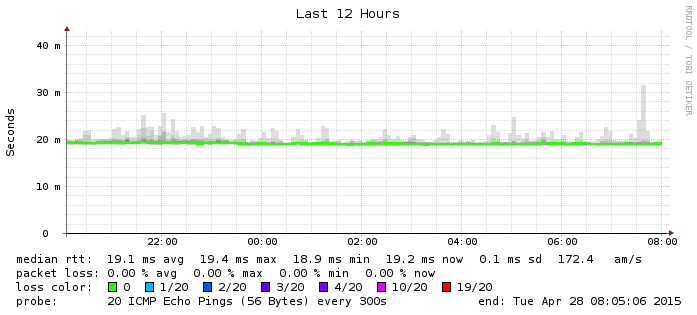 Last 12 Hours
RRDTOOL / TOBI OETIKER
Seconds
40 m
30 m
20 m
10 m
0
22:00 00:00 02:00 04:00 06:00 08:00
median rtt: 19.1 ms avg 19.4 ms max 18.9 ms min 19.2 ms now 0.1 ms sd 172.4 am/s
packet loss: 0.00 % avg 0.00 % max 0.00 % min 0.00 % now
loss color: 0 1/20 2/20 3/20 4/20 10/20 19/20
probe: 20 ICMP Echo Pings (56 Bytes) every 300s end: Tue Apr 28 08:05:06 2015